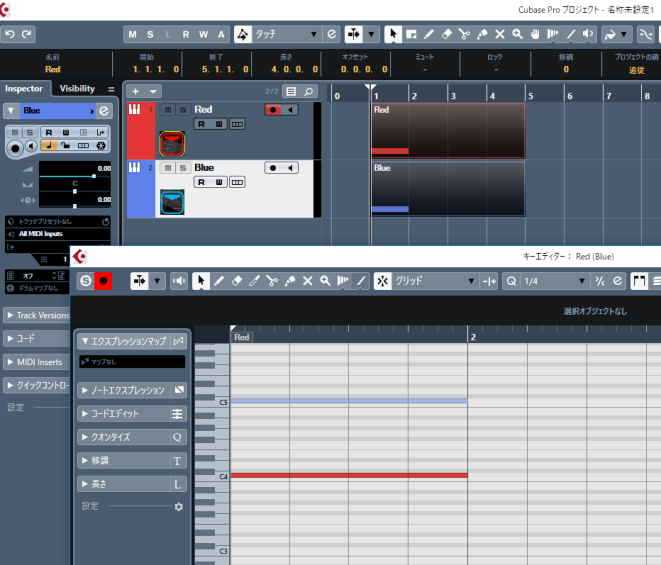 Cubase Pro プロジェクト - 名称未設定1
M S L R W A タッチ
名前 開始 終了 長さ オフセット ミュート ロック 移調 プロジェクトの調
Red 1. 1. 1. 0 5. 1. 1. 0 4. 0. 0. 0 0. 0. 0. 0 - - 0 追従
Inspector Visibility
2/2
0 1 2 3 4 5 6 7 8
Blue
1 m S Red
R
Red
m S R
2 m S Blue
R
Blue
0.00
C
0.00
トラックプリセットなし
All MIDI Inputs
1
オフ
ドラムマップなし
キーエディター： Red (Blue)
S グリッド Q 1/4
選択オブジェクトなし
Track Versions
コード
MIDI Inserts
クイックコントロー
設定
エクスプレッションマップ
マップなし
ノートエクスプレッション
コードエディット
クオンタイズ Q
移調 T
長さ L
設定
Red 2
C5
C4
C3